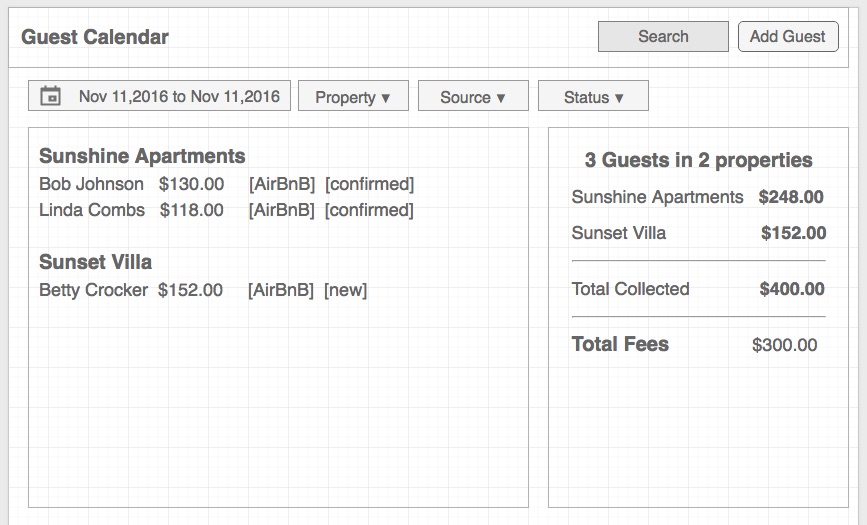 Guest Calendar
Search
Add Guest
Nov 11,2016 to Nov 11,2016
Property ▾
Source ▾
Status ▾
Sunshine Apartments
Bob Johnson $130.00 [AirBnB] [confirmed]
Linda Combs $118.00 [AirBnB] [confirmed]
Sunset Villa
Betty Crocker $152.00 [AirBnB] [new]
3 Guests in 2 properties
Sunshine Apartments $248.00
Sunset Villa $152.00
Total Collected $400.00
Total Fees $300.00